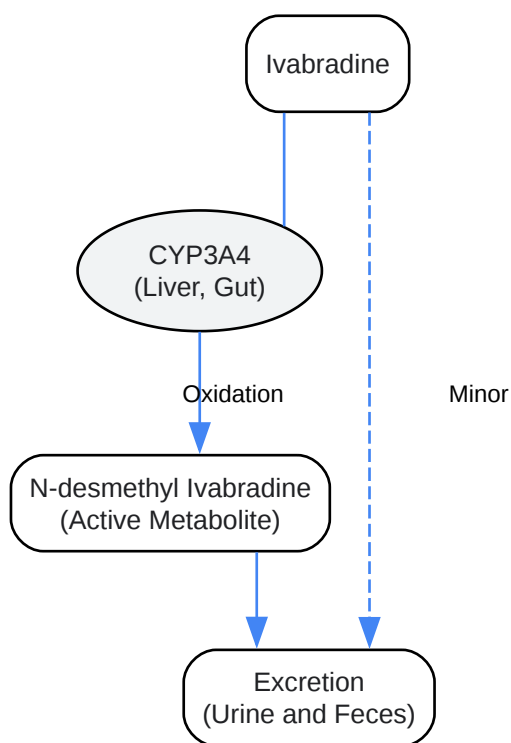 Ivabradine
CYP3A4
(Liver, Gut)
Oxidation
Minor
N-desmethyl Ivabradine
(Active Metabolite)
Excretion
(Urine and Feces)